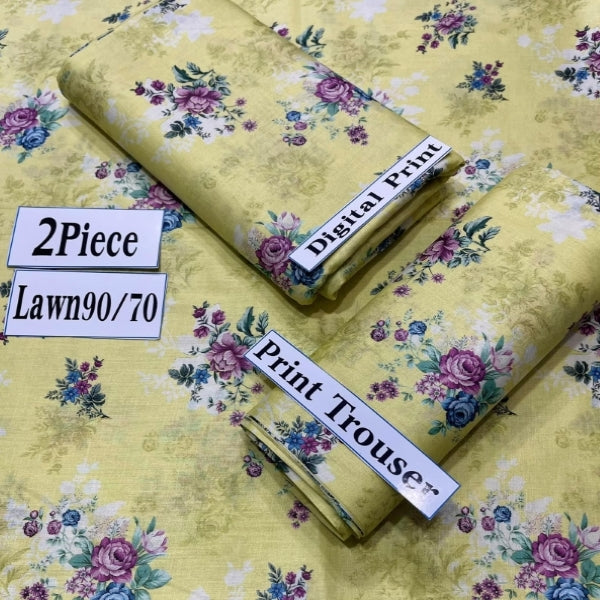 Digital Print
2Piece
Lawn90/70
Print Trouser